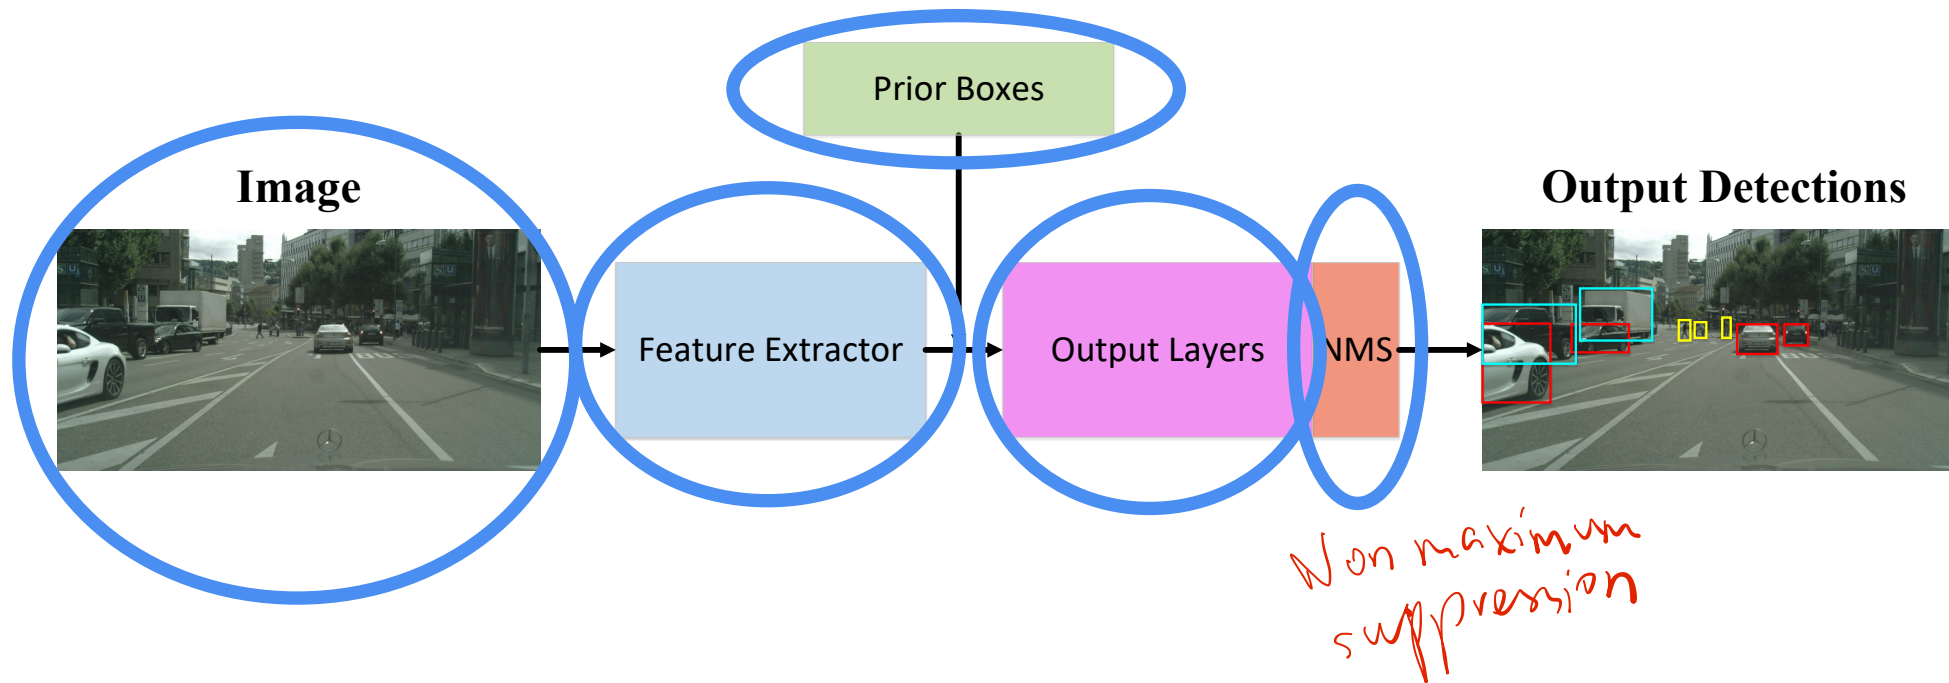 Prior Boxes
Image
Output Detections
Feature Extractor
Output Layers
NMS
Non maximum
suppression